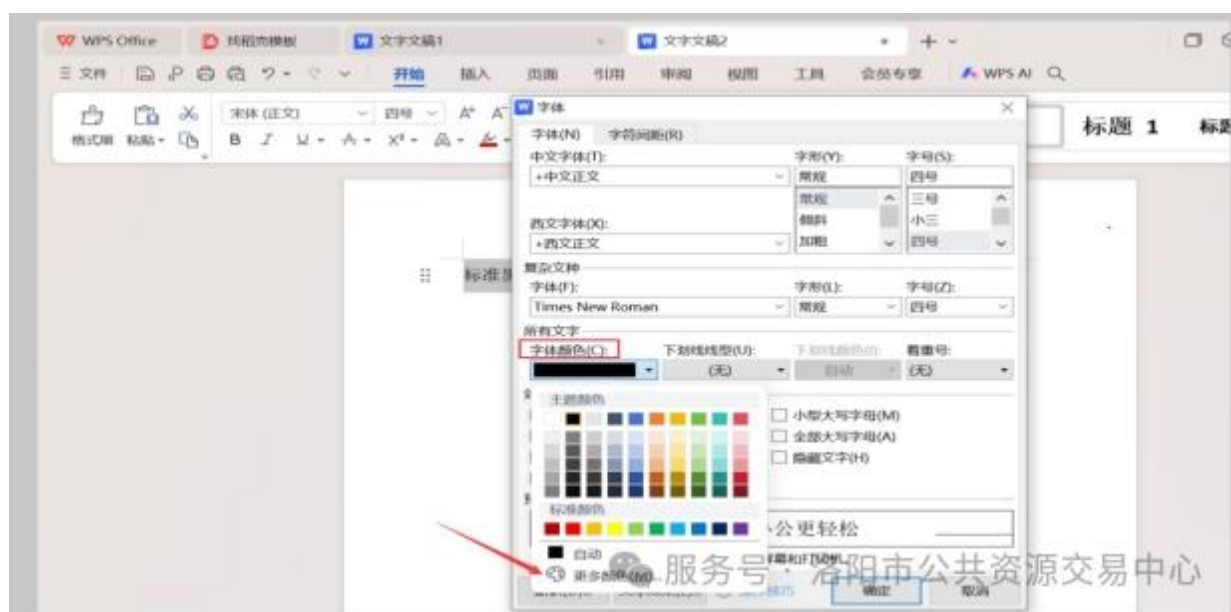 WPS Office 找稻壳模板 文字文稿1 文字文稿2
文件 开始 插入 页面 引用 审阅 视图 工具 会员专享 WPS AI
宋体 (正文) 四号 A⁺ A⁻
格式刷 粘贴 B I U A X² A
标题 1 标题
字体
字体(N) 字符间距(R)
中文字体(T): 字形(Y): 字号(S):
+中文正文 常规 四号
常规 三号
倾斜 小三
加粗 四号
西文字体(X):
+西文正文
复杂文种
字体(F): 字形(L): 字号(Z):
Times New Roman 常规 四号
所有文字
字体颜色(C): 下划线线型(U): 下划线颜色(I): 着重号:
(无) 自动 (无)
标准
主题颜色
小型大写字母(M)
全部大写字母(A)
隐藏文字(H)
标准颜色
公更轻松
自动
更多颜色(M)...
确定 取消
服务号 · 洛阳市公共资源交易中心